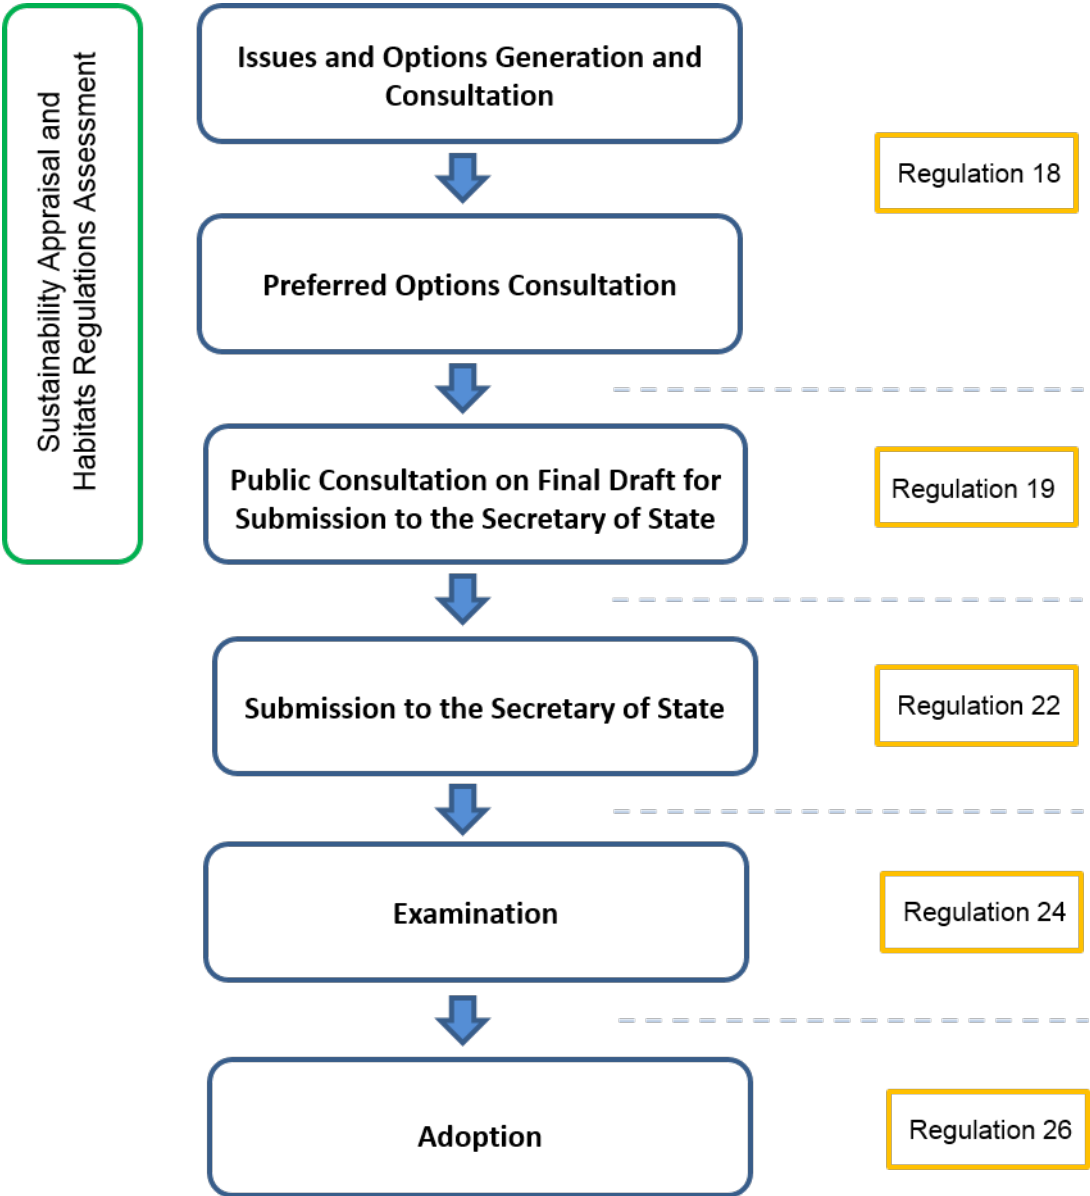 Sustainability Appraisal and
Habitats Regulations Assessment
Issues and Options Generation and
Consultation
Regulation 18
Preferred Options Consultation
Public Consultation on Final Draft for
Submission to the Secretary of State
Regulation 19
Submission to the Secretary of State
Regulation 22
Examination
Regulation 24
Adoption
Regulation 26